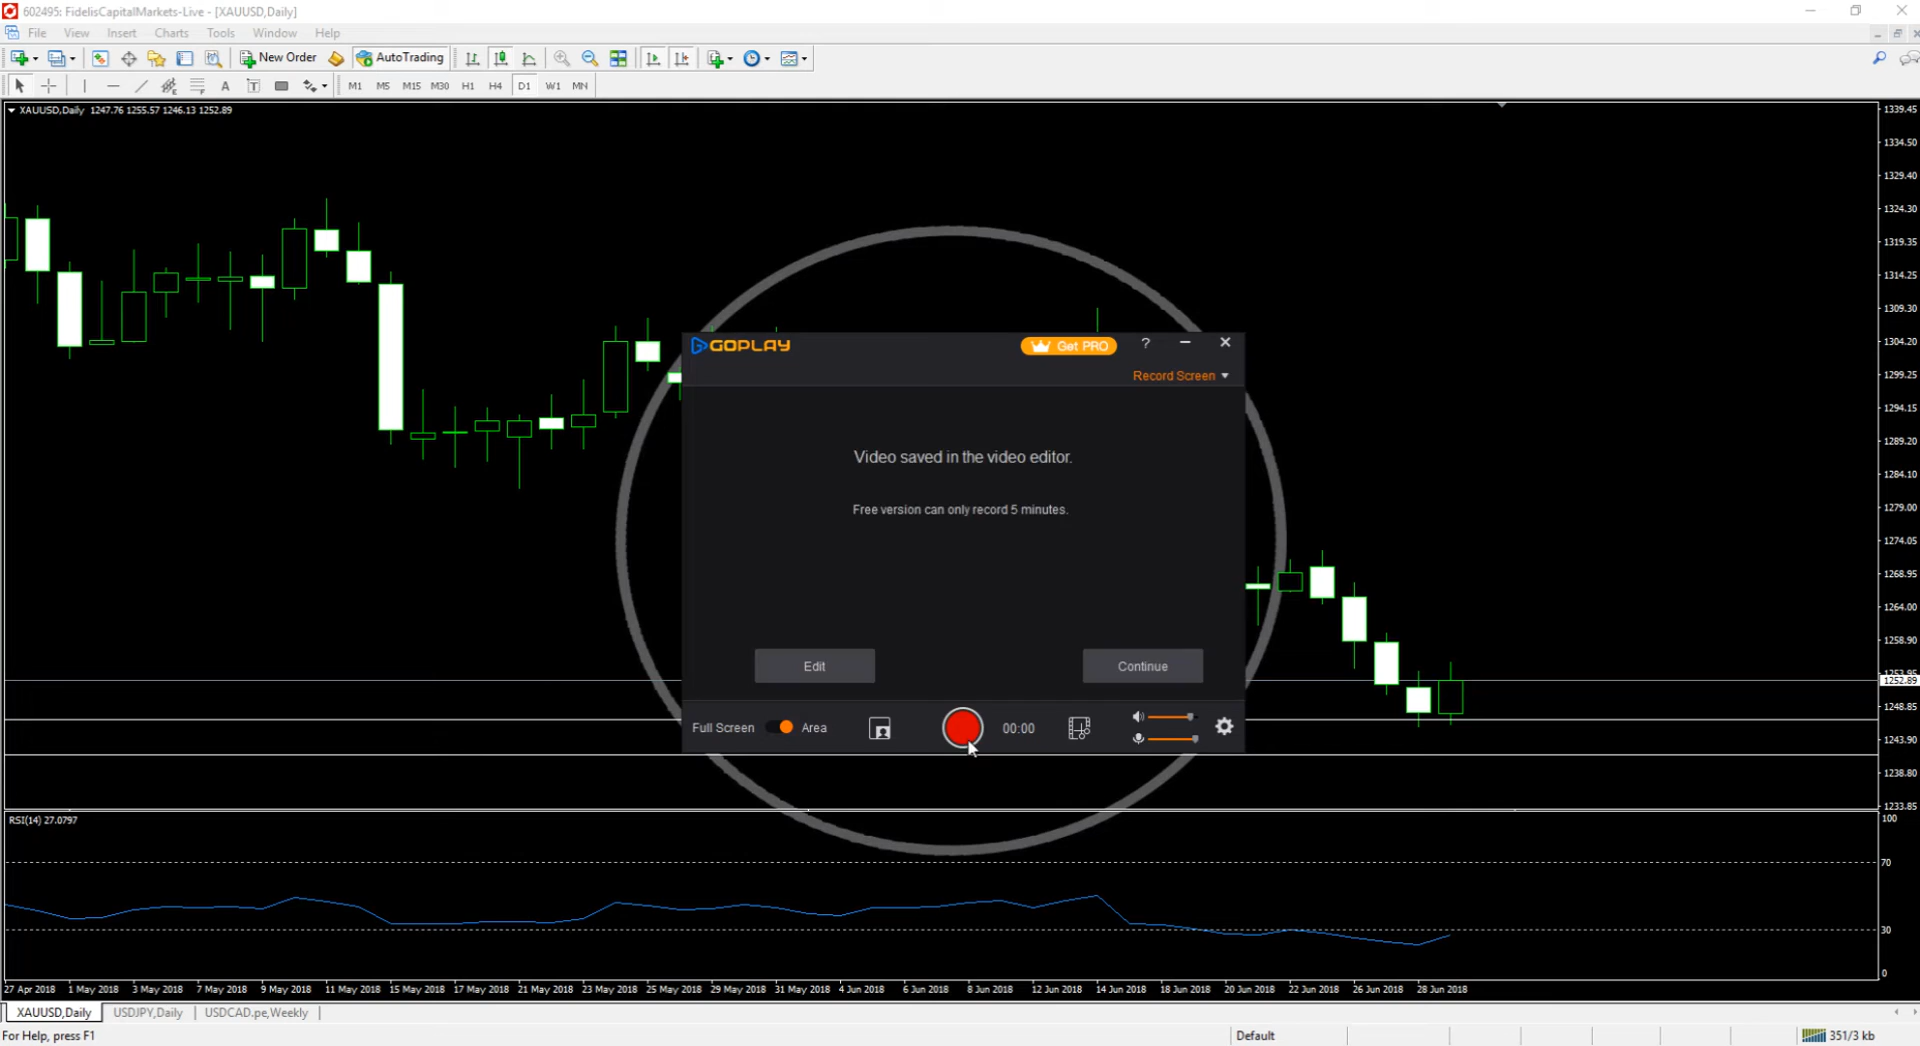 602495: FidelisCapitalMarkets-Live - [XAUUSD,Daily]
File View Insert Charts Tools Window Help
New Order AutoTrading
A T M1 M5 M15 M30 H1 H4 D1 W1 MN
XAUUSD,Daily 1247.76 1255.57 1246.13 1252.89
1339.45
1334.50
1329.40
1324.30
1319.35
1314.25
1309.30
1304.20
1299.25
1294.15
1289.20
1284.10
1279.00
1274.05
1268.95
1264.00
1258.90
1252.89
1248.85
1243.90
1238.80
1233.85
GOPLAY
Get PRO ?
Record Screen
Video saved in the video editor.
Free version can only record 5 minutes.
Edit Continue
Full Screen Area 00:00
RSI(14) 27.0797
100
70
30
0
27 Apr 2018 1 May 2018 3 May 2018 7 May 2018 9 May 2018 11 May 2018 15 May 2018 17 May 2018 21 May 2018 23 May 2018 25 May 2018 29 May 2018 31 May 2018 4 Jun 2018 6 Jun 2018 8 Jun 2018 12 Jun 2018 14 Jun 2018 18 Jun 2018 20 Jun 2018 22 Jun 2018 26 Jun 2018 28 Jun 2018
XAUUSD,Daily USDJPY,Daily USDCAD.pe,Weekly
For Help, press F1 Default 351/3 kb